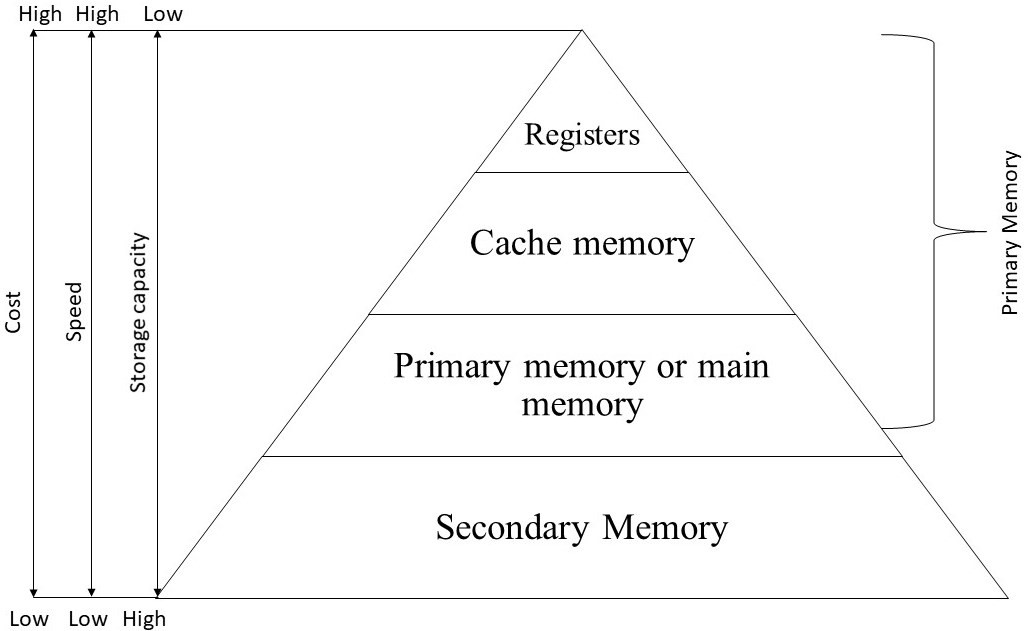 High High Low
Registers
Cache memory
Primary memory or main
memory
Secondary Memory
Cost
Speed
Storage capacity
Primary Memory
Low Low High